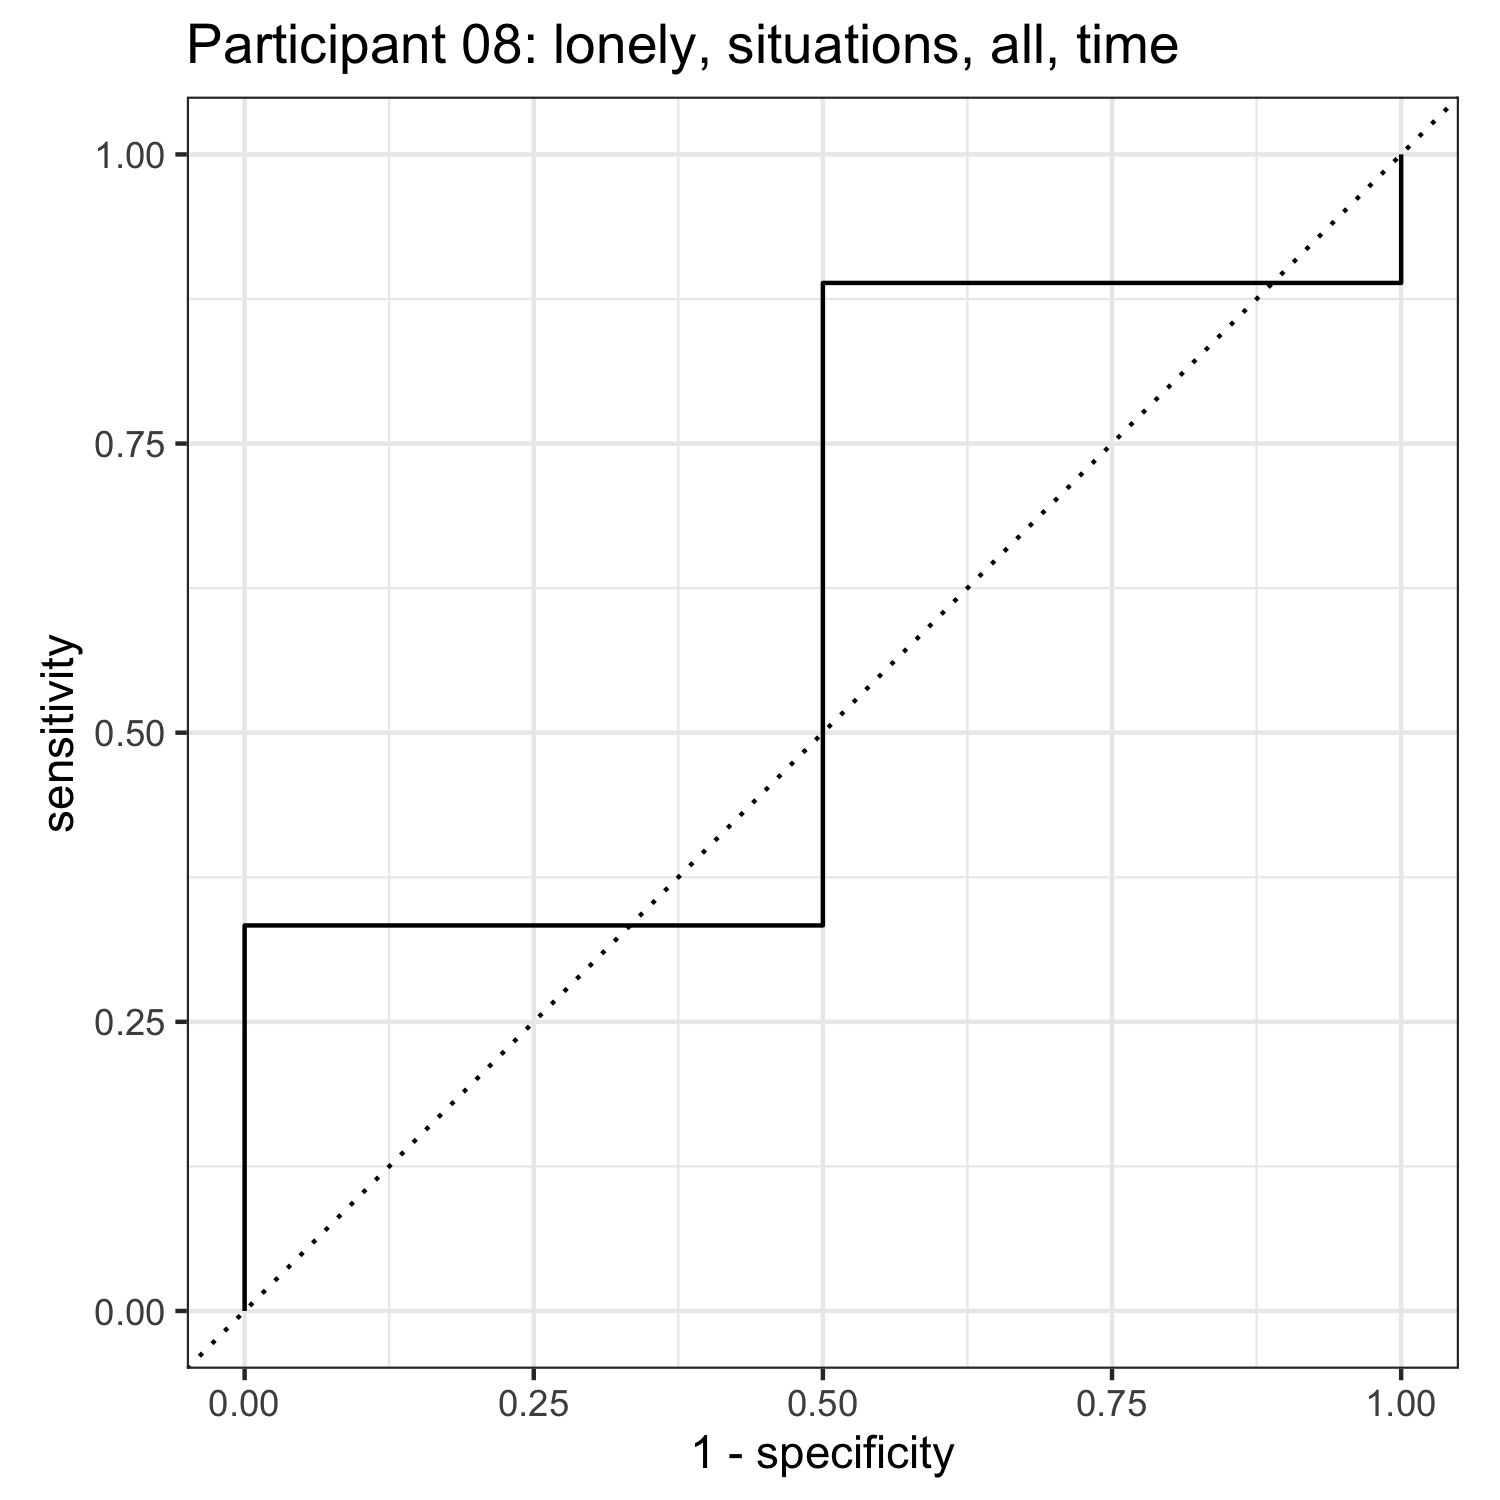 Participant 08: lonely, situations, all, time
1.00
0.75
0.50
0.25
0.00
sensitivity
0.00 0.25 0.50 0.75 1.00
1 - specificity